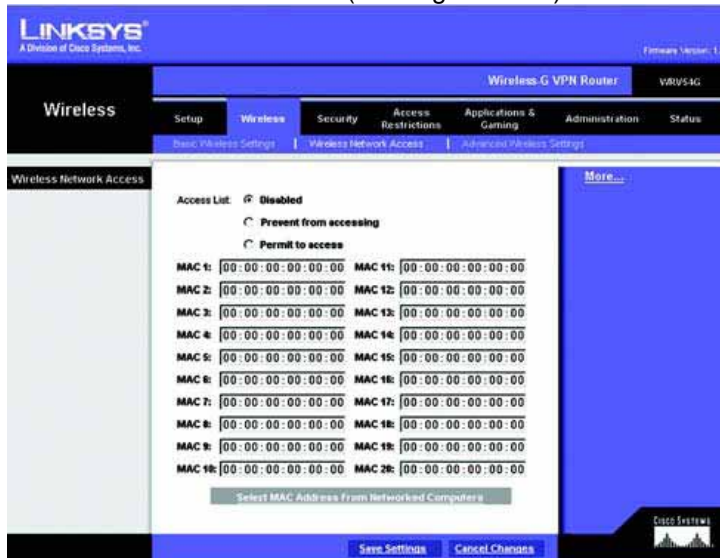 LINKSYS®
A Division of Cisco Systems, Inc.
Firmware Version: 1.
Wireless-G VPN Router WRV54G
Wireless
Setup Wireless Security Access Restrictions Applications & Gaming Administration Status
Basic Wireless Settings | Wireless Network Access | Advanced Wireless Settings
Wireless Network Access
More...
Access List: Disabled
Prevent from accessing
Permit to access
MAC 1: 00:00:00:00:00:00 MAC 11: 00:00:00:00:00:00
MAC 2: 00:00:00:00:00:00 MAC 12: 00:00:00:00:00:00
MAC 3: 00:00:00:00:00:00 MAC 13: 00:00:00:00:00:00
MAC 4: 00:00:00:00:00:00 MAC 14: 00:00:00:00:00:00
MAC 5: 00:00:00:00:00:00 MAC 15: 00:00:00:00:00:00
MAC 6: 00:00:00:00:00:00 MAC 16: 00:00:00:00:00:00
MAC 7: 00:00:00:00:00:00 MAC 17: 00:00:00:00:00:00
MAC 8: 00:00:00:00:00:00 MAC 18: 00:00:00:00:00:00
MAC 9: 00:00:00:00:00:00 MAC 19: 00:00:00:00:00:00
MAC 10: 00:00:00:00:00:00 MAC 20: 00:00:00:00:00:00
Select MAC Address From Networked Computers
Save Settings Cancel Changes
CISCO SYSTEMS